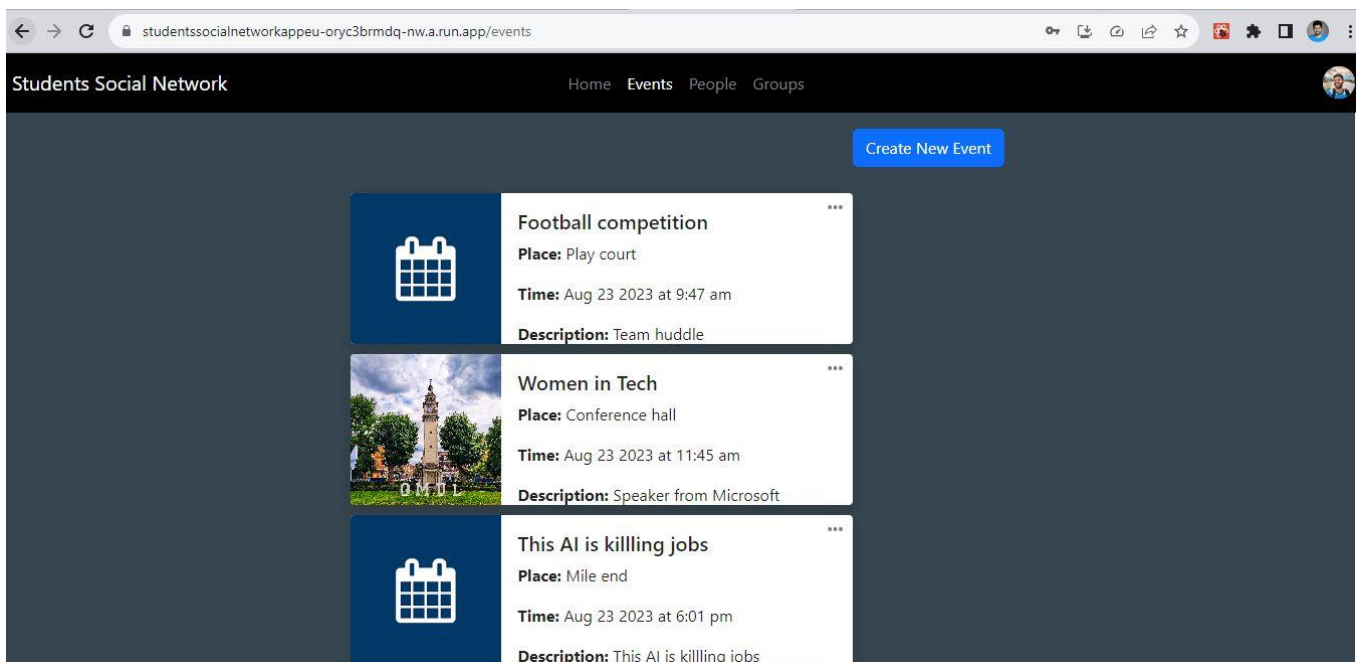 studentssocialnetworkappeu-oryc3brmdq-nw.a.run.app/events
Students Social Network
Home Events People Groups
Create New Event
Football competition
Place: Play court
Time: Aug 23 2023 at 9:47 am
Description: Team huddle
Women in Tech
Place: Conference hall
Time: Aug 23 2023 at 11:45 am
Description: Speaker from Microsoft
QMUL
This AI is killling jobs
Place: Mile end
Time: Aug 23 2023 at 6:01 pm
Description: This AI is killling jobs